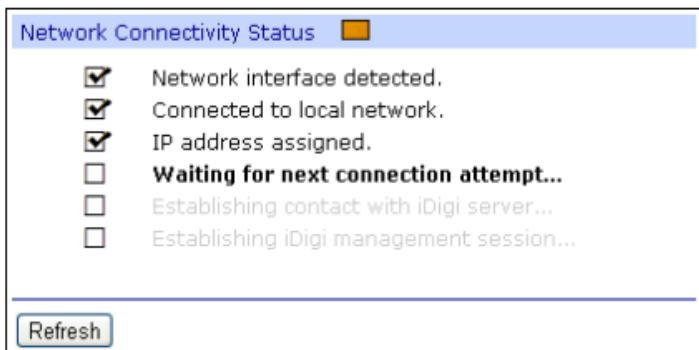 Network Connectivity Status
Network interface detected.
Connected to local network.
IP address assigned.
Waiting for next connection attempt...
Establishing contact with iDigi server...
Establishing iDigi management session...
Refresh